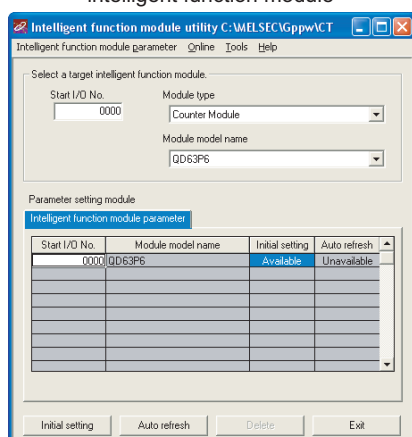 Intelligent function module
Intelligent function module utility C:\MELSEC\Gppw\CT
Intelligent function module parameter Online Tools Help
Select a target intelligent function module.
Start I/O No. Module type
0000 Counter Module
Module model name
QD63P6
Parameter setting module
Intelligent function module parameter
Start I/O No. Module model name Initial setting Auto refresh
0000 QD63P6 Available Unavailable
Initial setting Auto refresh Delete Exit